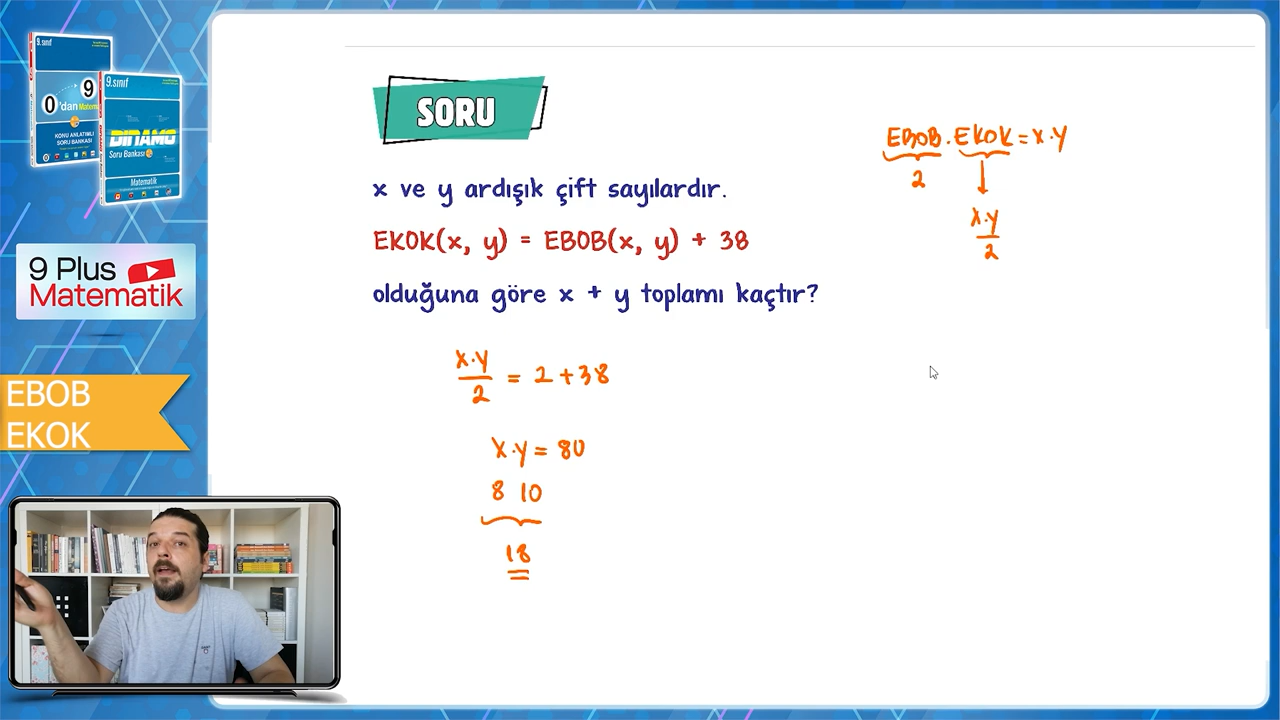 9.sınıf
0'dan 9 Matem
KONU ANLATIMLI
SORU BANKASI
9.sınıf
DINAMO
Soru Bankası
Matematik
9 Plus
Matematik
EBOB
EKOK
SORU
x ve y ardışık çift sayılardır.
EKOK(x, y) = EBOB(x, y) + 38
olduğuna göre x + y toplamı kaçtır?
EBOB · EKOK = x·y
2
x·y
2
x·y
2 = 2 + 38
x·y = 80
8 10
18